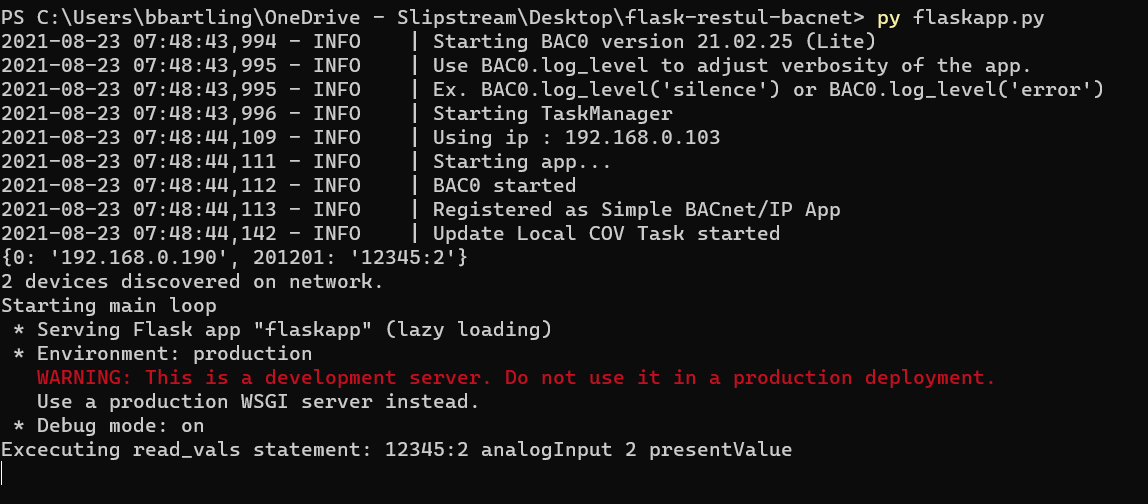 PS C:\Users\bbartling\OneDrive - Slipstream\Desktop\flask-restul-bacnet> py flaskapp.py
2021-08-23 07:48:43,994 - INFO    | Starting BAC0 version 21.02.25 (Lite)
2021-08-23 07:48:43,995 - INFO    | Use BAC0.log_level to adjust verbosity of the app.
2021-08-23 07:48:43,995 - INFO    | Ex. BAC0.log_level('silence') or BAC0.log_level('error')
2021-08-23 07:48:43,996 - INFO    | Starting TaskManager
2021-08-23 07:48:44,109 - INFO    | Using ip : 192.168.0.103
2021-08-23 07:48:44,111 - INFO    | Starting app...
2021-08-23 07:48:44,112 - INFO    | BAC0 started
2021-08-23 07:48:44,113 - INFO    | Registered as Simple BACnet/IP App
2021-08-23 07:48:44,142 - INFO    | Update Local COV Task started
{0: '192.168.0.190', 201201: '12345:2'}
2 devices discovered on network.
Starting main loop
 * Serving Flask app "flaskapp" (lazy loading)
 * Environment: production
   WARNING: This is a development server. Do not use it in a production deployment.
   Use a production WSGI server instead.
 * Debug mode: on
Excecuting read_vals statement: 12345:2 analogInput 2 presentValue